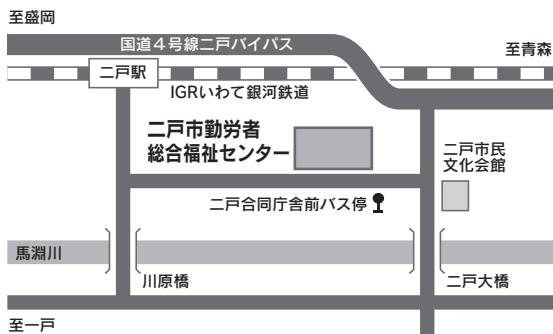 至盛岡
国道４号線二戸バイパス
至青森
二戸駅
IGRいわて銀河鉄道
二戸市勤労者
総合福祉センター
二戸市民
文化会館
二戸合同庁舎前バス停
馬淵川
川原橋
二戸大橋
至一戸